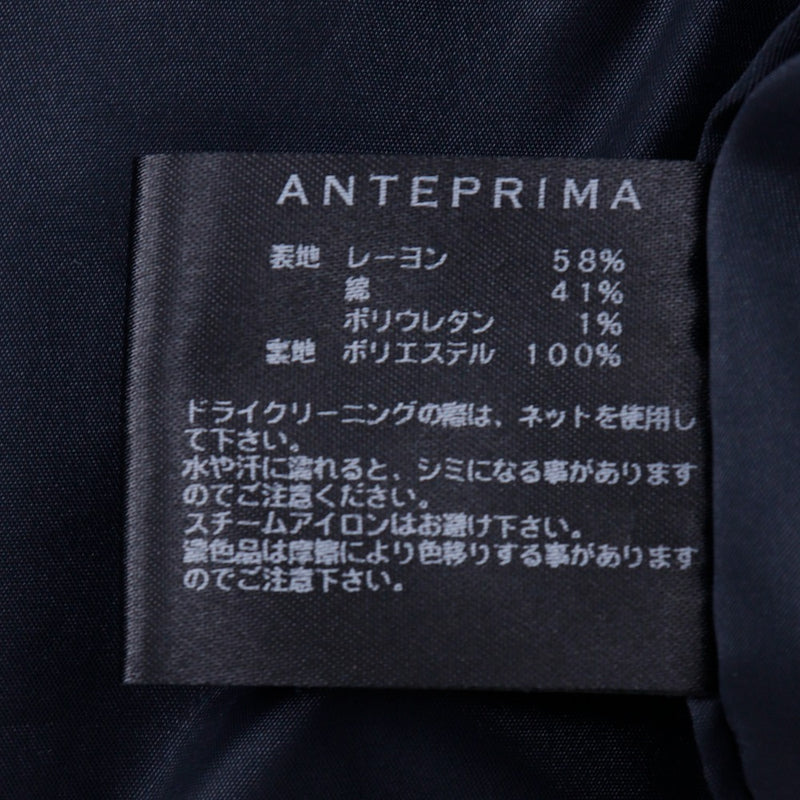 ANTEPRIMA
表地 レーヨン 58%
綿 41%
ポリウレタン 1%
裏地 ポリエステル 100%
ドライクリーニングの際は、ネットを使用し
て下さい。
水や汗に濡れると、シミになる事があります
のでご注意ください。
スチームアイロンはお避け下さい。
濃色品は摩擦により色移りする事があります
のでご注意下さい。